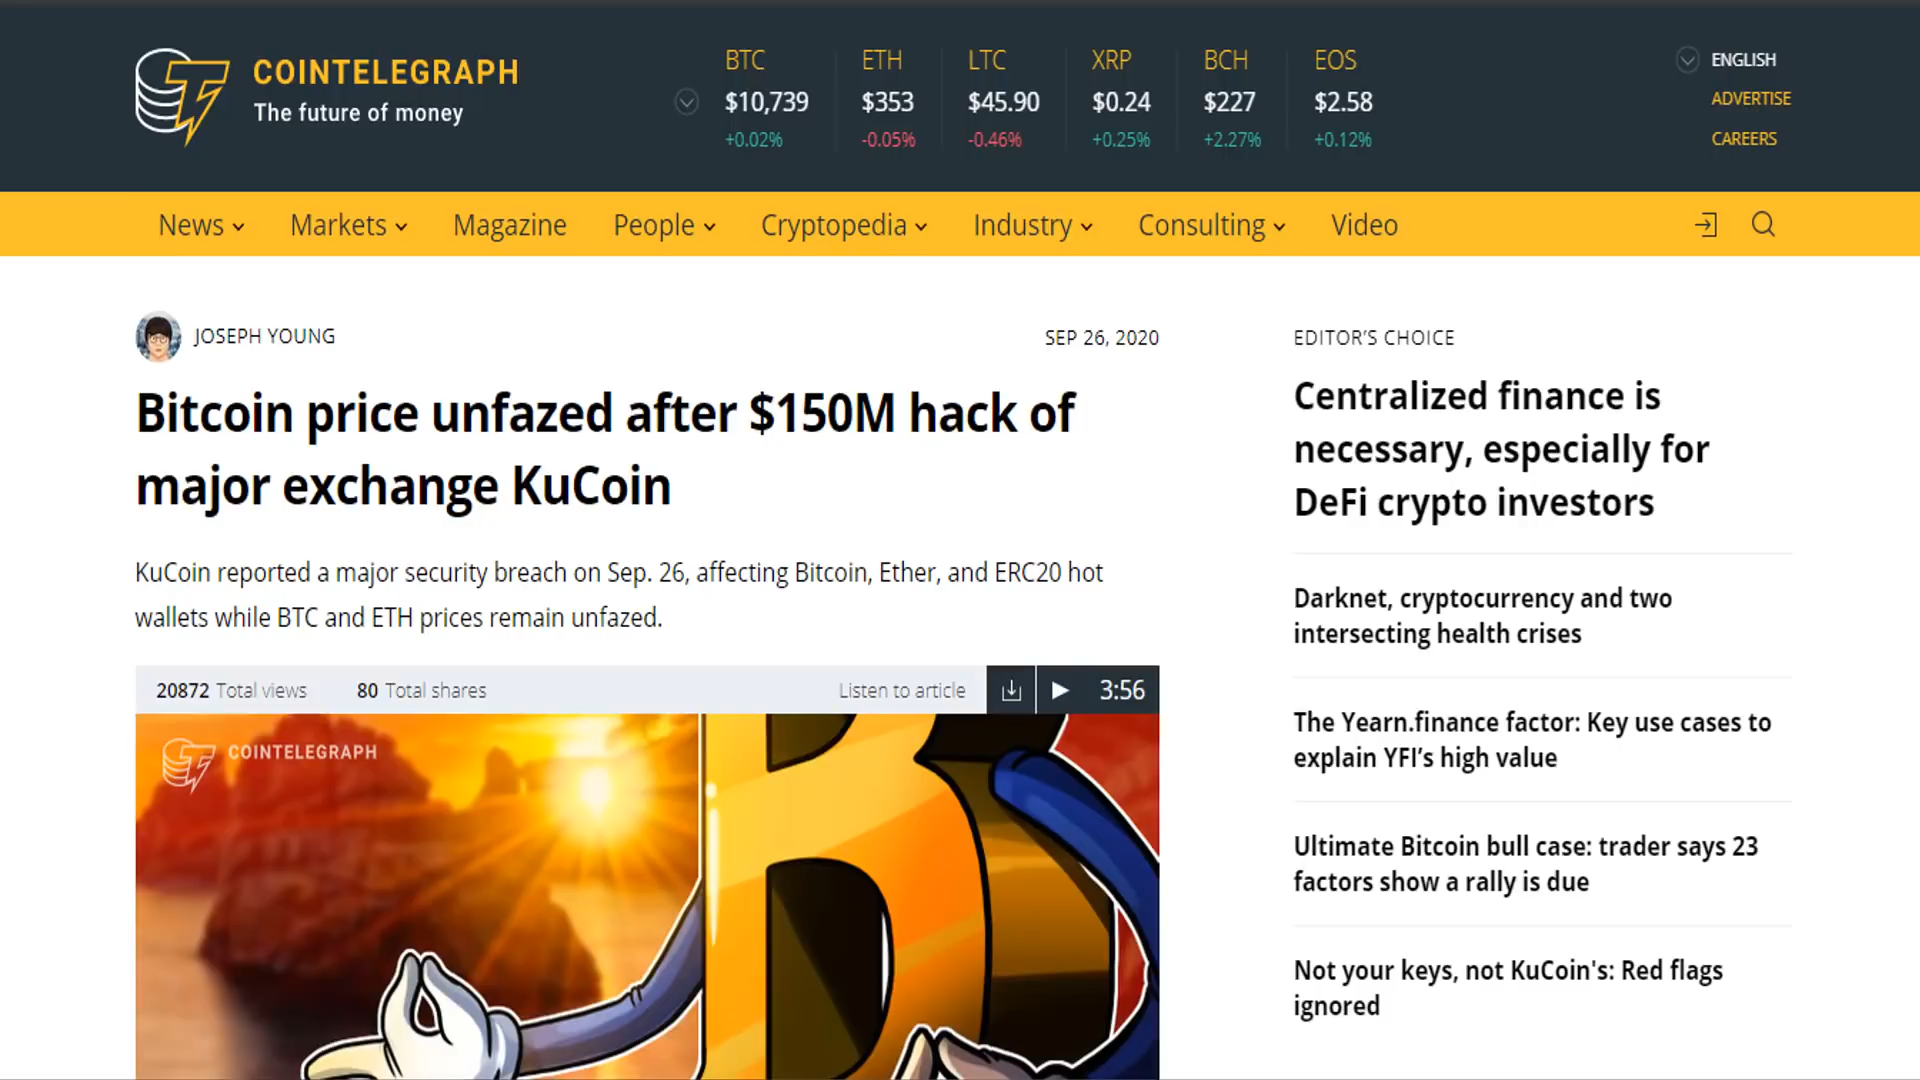 COINTELEGRAPH
The future of money
BTC ETH LTC XRP BCH EOS
$10,739 $353 $45.90 $0.24 $227 $2.58
+0.02% -0.05% -0.46% +0.25% +2.27% +0.12%
ENGLISH
ADVERTISE
CAREERS
News Markets Magazine People Cryptopedia Industry Consulting Video
JOSEPH YOUNG
SEP 26, 2020
Bitcoin price unfazed after $150M hack of
major exchange KuCoin
KuCoin reported a major security breach on Sep. 26, affecting Bitcoin, Ether, and ERC20 hot
wallets while BTC and ETH prices remain unfazed.
20872 Total views 80 Total shares Listen to article 3:56
COINTELEGRAPH
EDITOR'S CHOICE
Centralized finance is
necessary, especially for
DeFi crypto investors
Darknet, cryptocurrency and two
intersecting health crises
The Yearn.finance factor: Key use cases to
explain YFI's high value
Ultimate Bitcoin bull case: trader says 23
factors show a rally is due
Not your keys, not KuCoin's: Red flags
ignored